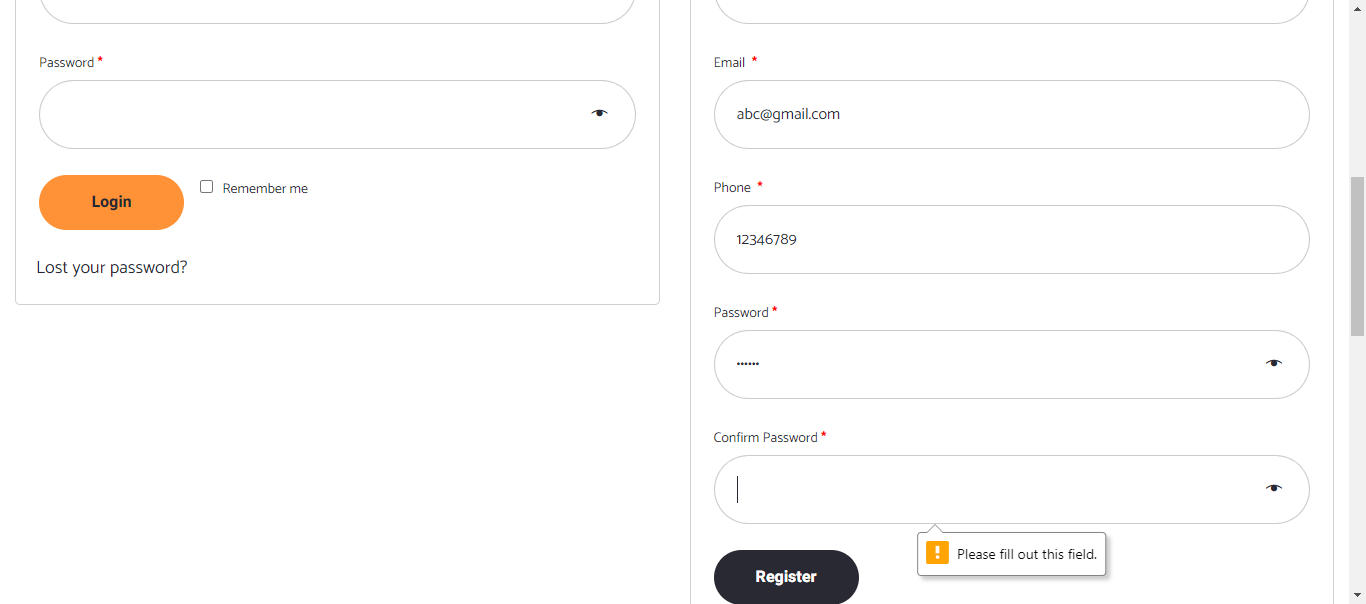 Password *
Login
Remember me
Lost your password?
Email *
abc@gmail.com
Phone *
12346789
Password *
••••••
Confirm Password *
Please fill out this field.
Register